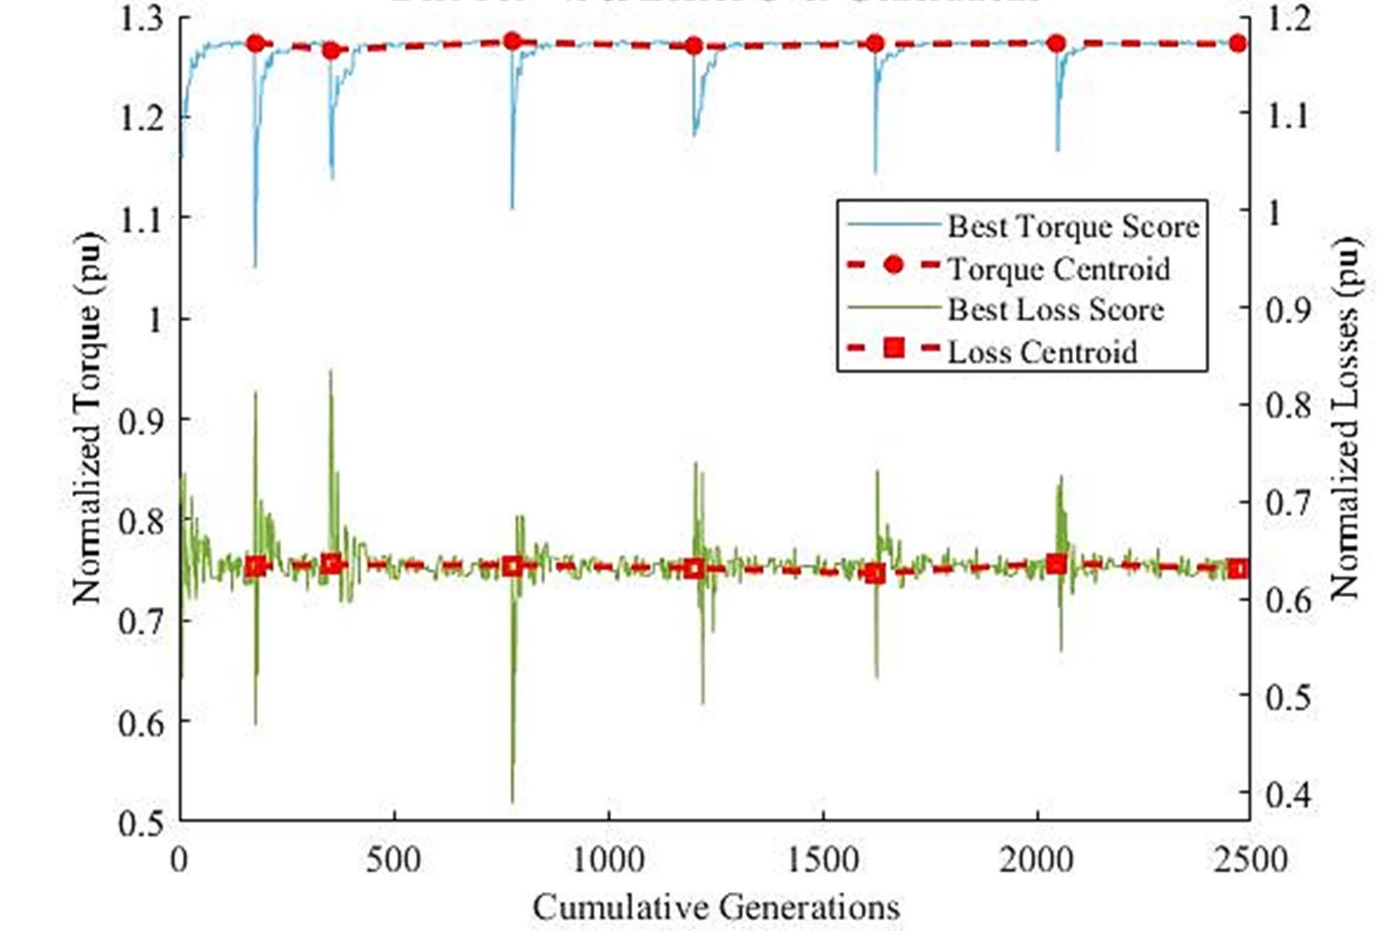 1.3
1.2
1.1
1
0.9
0.8
0.7
0.6
0.5
Normalized Torque (pu)
1.2
1.1
1
0.9
0.8
0.7
0.6
0.5
0.4
Normalized Losses (pu)
Best Torque Score
Torque Centroid
Best Loss Score
Loss Centroid
0 500 1000 1500 2000 2500
Cumulative Generations